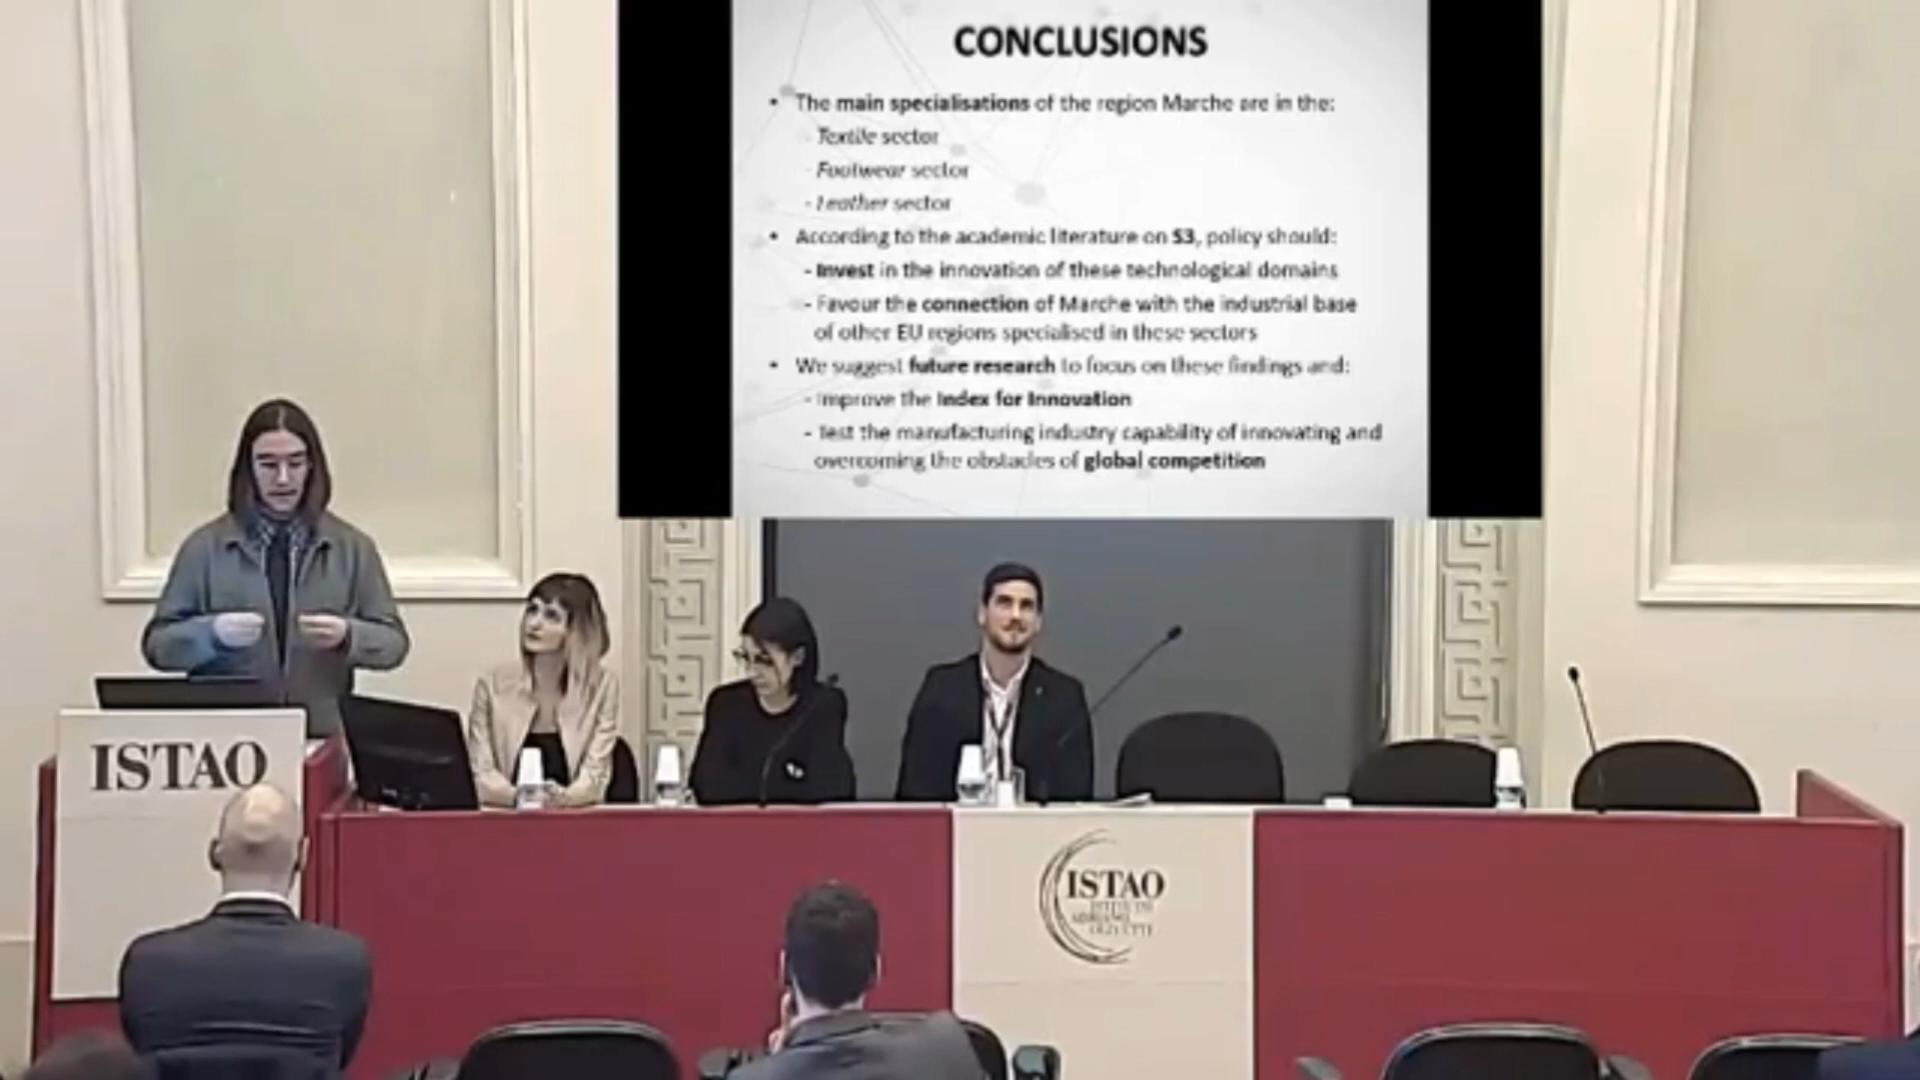 CONCLUSIONS
• The main specialisations of the region Marche are in the:
- Textile sector
- Footwear sector
- Leather sector
• According to the academic literature on S3, policy should:
- Invest in the innovation of these technological domains
- Favour the connection of Marche with the industrial base
of other EU regions specialised in these sectors
• We suggest future research to focus on these findings and:
- Improve the Index for Innovation
- Test the manufacturing industry capability of innovating and
overcoming the obstacles of global competition
ISTAO
ISTAO
ADRIANO
OLIVETTI